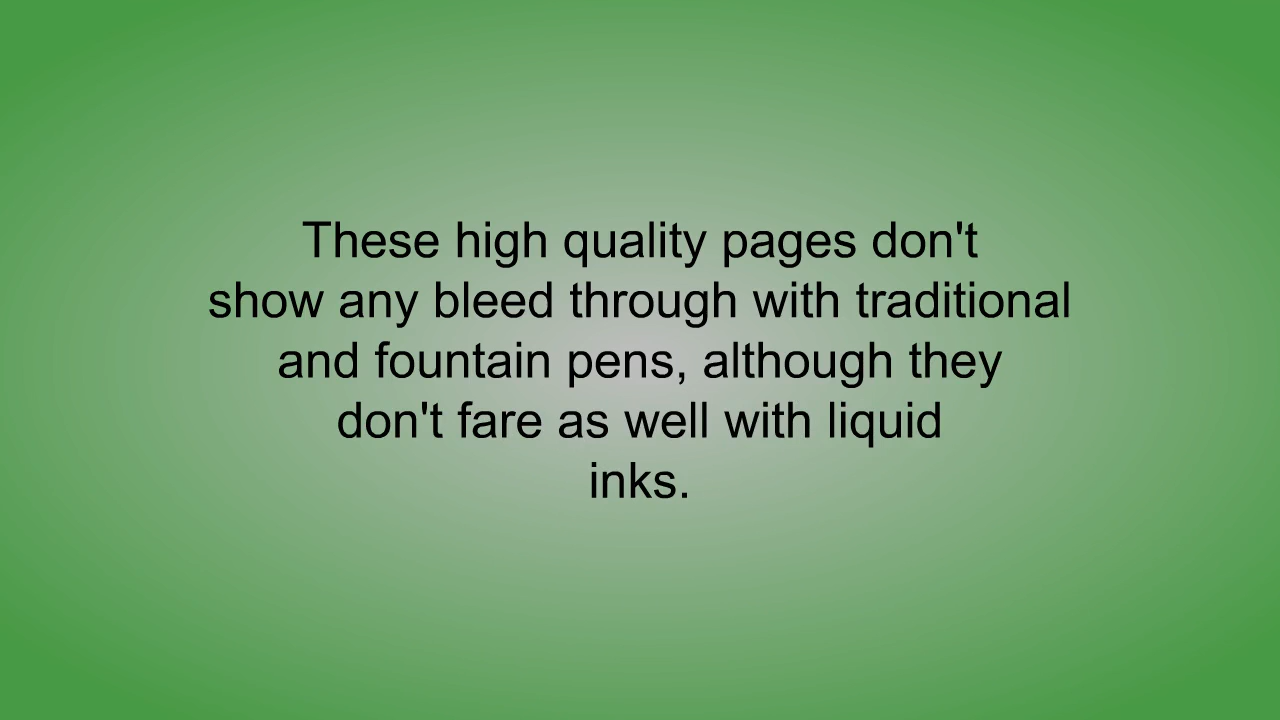 These high quality pages don't
show any bleed through with traditional
and fountain pens, although they
don't fare as well with liquid
inks.